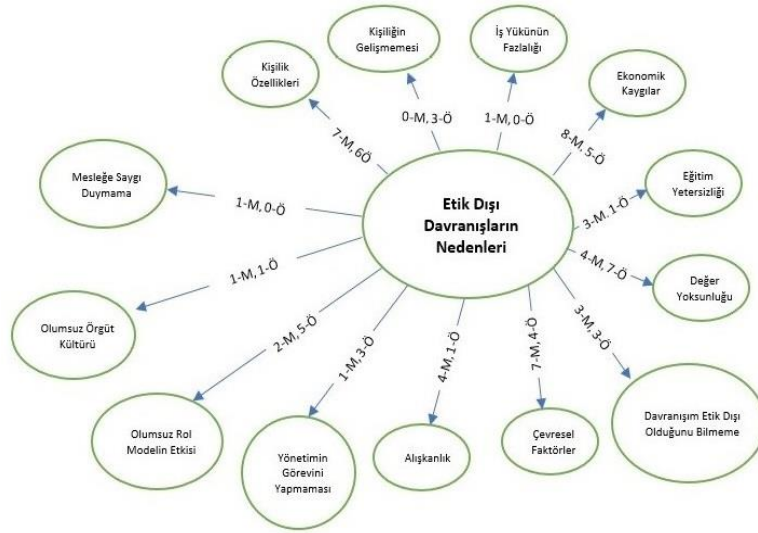 Kişiliğin
Gelişmemesi
İş Yükünün
Fazlalığı
Kişilik
Özellikleri
Ekonomik
Kaygılar
0-M, 3-Ö
1-M, 0-Ö
7-M, 6Ö
8-M, 5-Ö
Mesleğe Saygı
Duymama
1-M, 0-Ö
Etik Dışı
Davranışların
Nedenleri
Eğitim
Yetersizliği
3-M. 1-Ö
4-M, 7-Ö
Değer
Yoksunluğu
1-M, 1-Ö
Olumsuz Örgüt
Kültürü
2-M, 5-Ö
1-M, 3-Ö
4-M. 1-Ö
7-M, 4-Ö
3-M, 3-Ö
Olumsuz Rol
Modelin Etkisi
Yönetimin
Görevini
Yapmaması
Alışkanlık
Çevresel
Faktörler
Davranışım Etik Dışı
Olduğunu Bilmeme